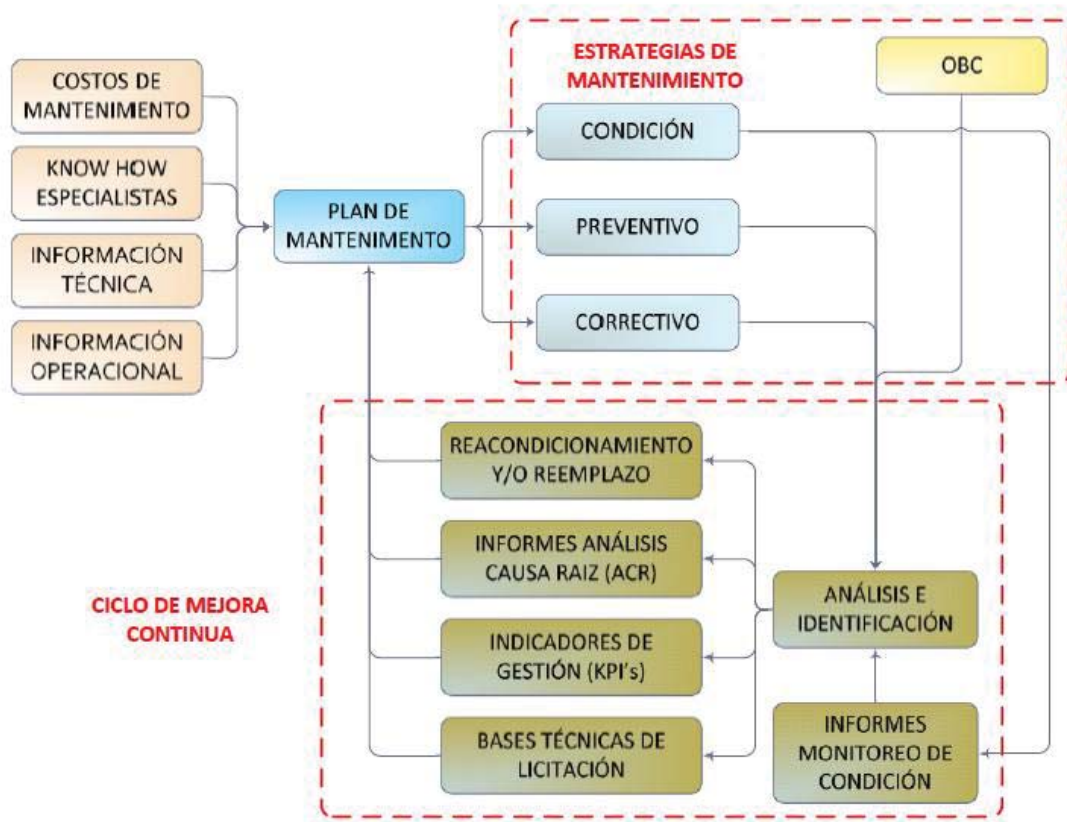 COSTOS DE
MANTENIMIENTO
KNOW HOW
ESPECIALISTAS
INFORMACIÓN
TÉCNICA
INFORMACIÓN
OPERACIONAL
PLAN DE
MANTENIMENTO
ESTRATEGIAS DE
MANTENIMIENTO
OBC
CONDICIÓN
PREVENTIVO
CORRECTIVO
CICLO DE MEJORA
CONTINUA
REACONDICIONAMIENTO
Y/O REEMPLAZO
INFORMES ANÁLISIS
CAUSA RAIZ (ACR)
INDICADORES DE
GESTIÓN (KPI's)
BASES TÉCNICAS DE
LICITACIÓN
ANÁLISIS E
IDENTIFICACIÓN
INFORMES
MONITOREO DE
CONDICIÓN